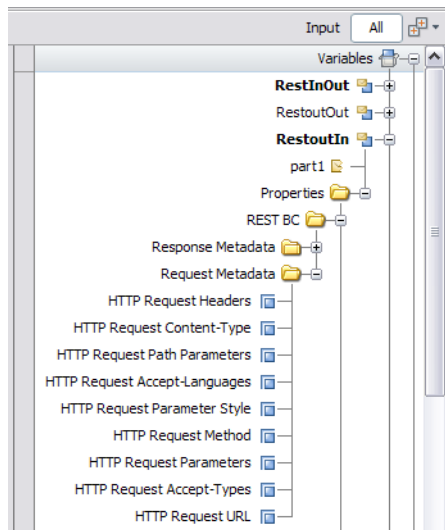 Input All
Variables
RestInOut
RestoutOut
RestoutIn
part1
Properties
REST BC
Response Metadata
Request Metadata
HTTP Request Headers
HTTP Request Content-Type
HTTP Request Path Parameters
HTTP Request Accept-Languages
HTTP Request Parameter Style
HTTP Request Method
HTTP Request Parameters
HTTP Request Accept-Types
HTTP Request URL